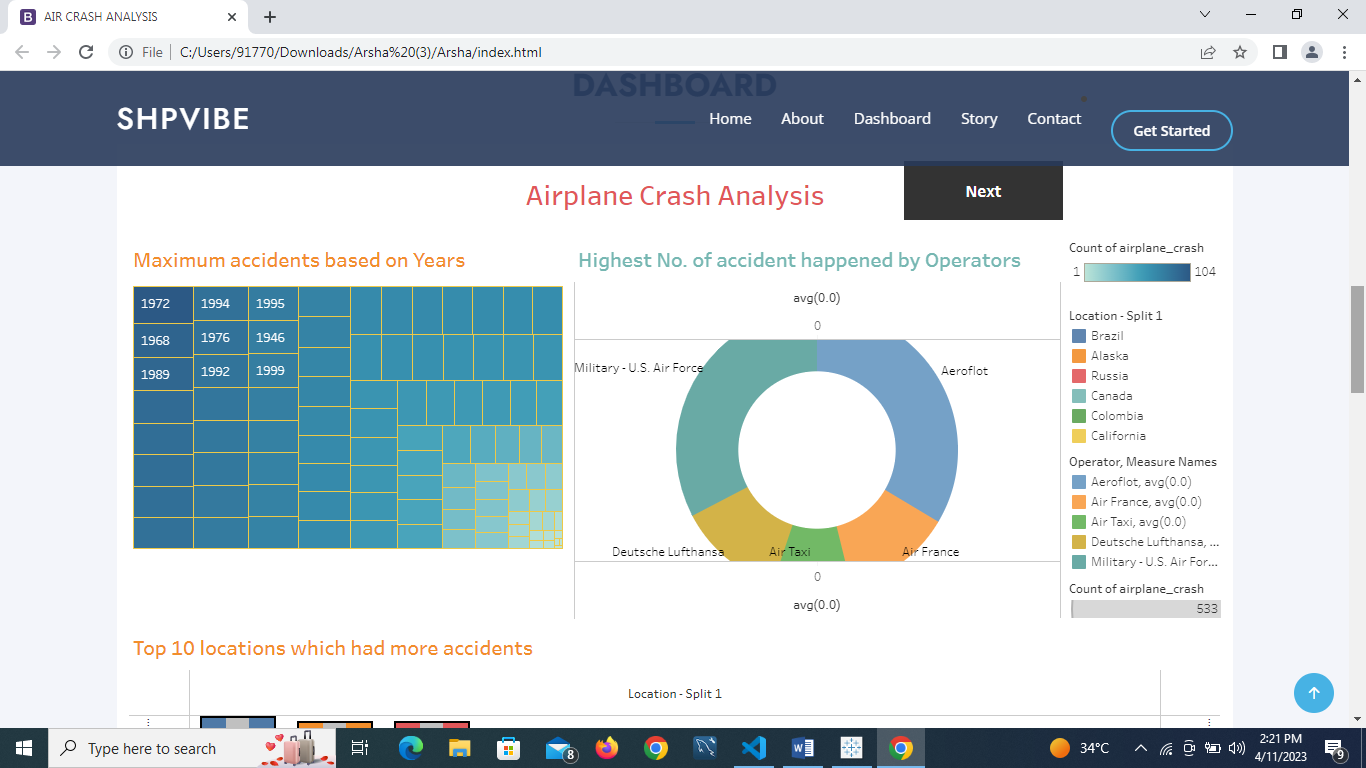 AIR CRASH ANALYSIS
File
C:/Users/91770/Downloads/Arsha%20(3)/Arsha/index.html
DASHBOARD
SHPVIBE
Home
About
Dashboard
Story
Contact
Get Started
Airplane Crash Analysis
Next
Maximum accidents based on Years
1972
1994
1995
1968
1976
1946
1989
1992
1999
Highest No. of accident happened by Operators
avg(0.0)
0
Military - U.S. Air Force
Aeroflot
Deutsche Lufthansa
Air Taxi
Air France
0
avg(0.0)
Count of airplane_crash
1
104
Location - Split 1
Brazil
Alaska
Russia
Canada
Colombia
California
Operator, Measure Names
Aeroflot, avg(0.0)
Air France, avg(0.0)
Air Taxi, avg(0.0)
Deutsche Lufthansa, ...
Military - U.S. Air For...
Count of airplane_crash
533
Top 10 locations which had more accidents
Location - Split 1
Type here to search
8
34°C
2:21 PM
4/11/2023
9